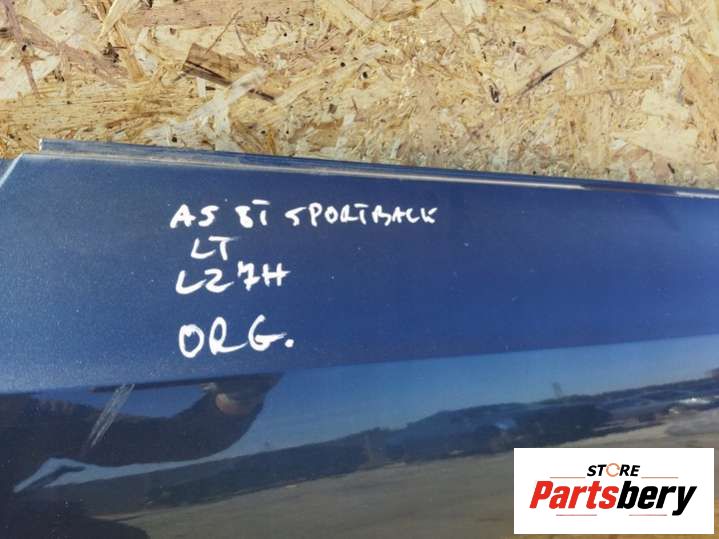 A5 8T SPORTBACK
LT
LZ7H
ORG.
STORE
Partsbery